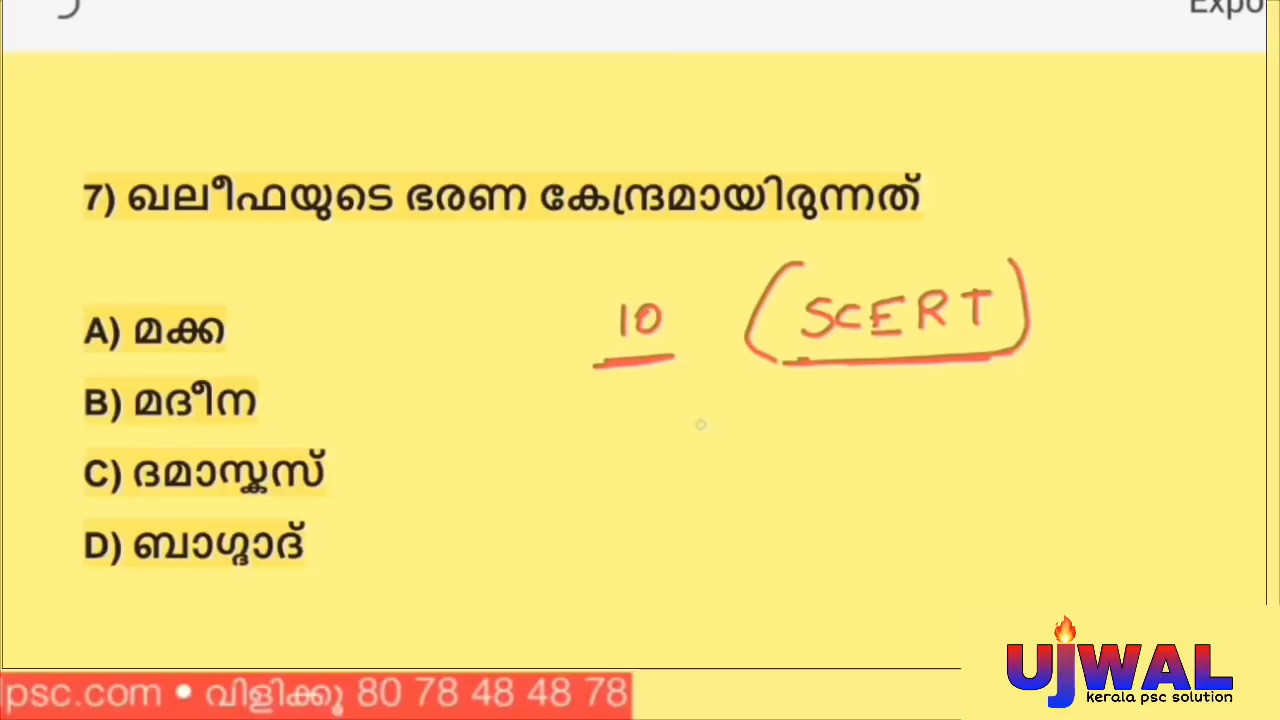 Expo
7) ഖലീഫയുടെ ഭരണ കേന്ദ്രമായിരുന്നത്
10 (SCERT)
A) മക്ക
B) മദീന
C) ദമാസ്കസ്
D) ബാഗ്ദാദ്
UJWAL
kerala psc solution
psc.com • വിളിക്കൂ 80 78 48 48 78